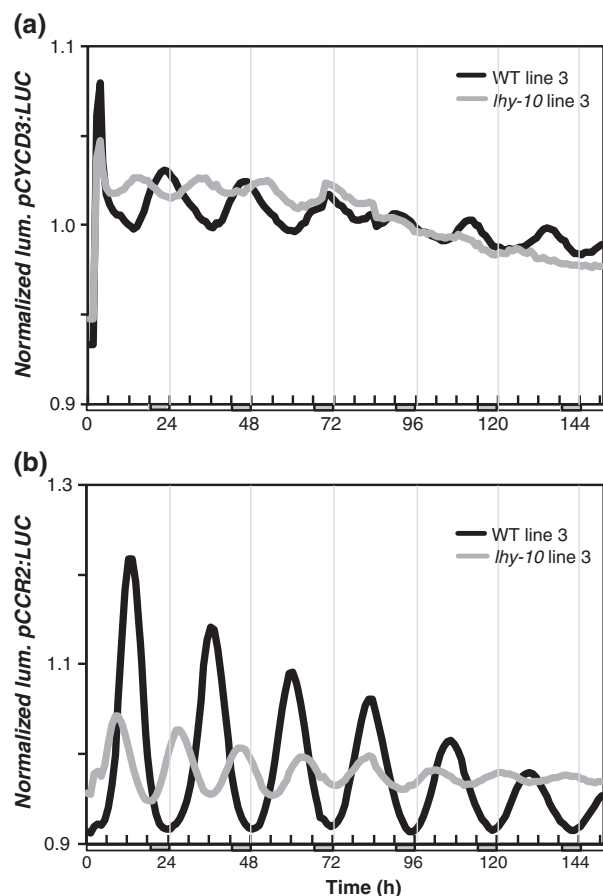 (a)
1.1
1.0
0.9
Normalized lum. pCYCD3:LUC
WT line 3
lhy-10 line 3
0 24 48 72 96 120 144
(b)
1.3
1.1
0.9
Normalized lum. pCCR2:LUC
WT line 3
lhy-10 line 3
0 24 48 72 96 120 144
Time (h)